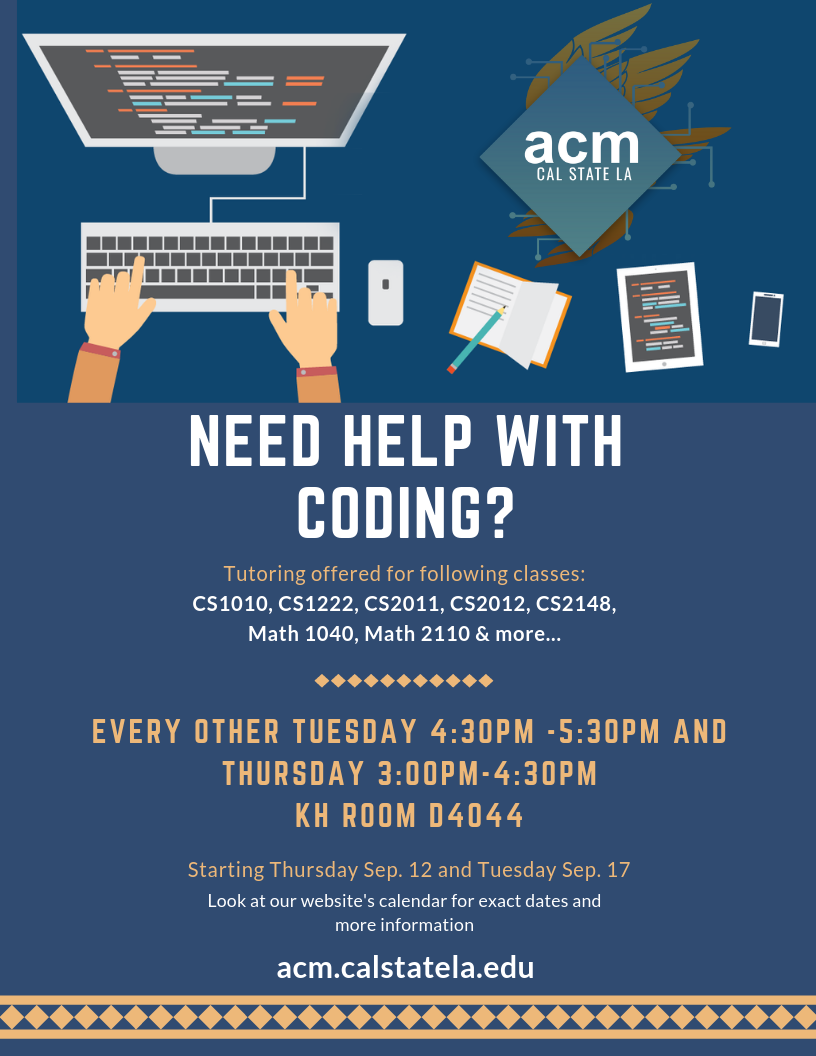 acm
CAL STATE LA
NEED HELP WITH
CODING?
Tutoring offered for following classes:
CS1010, CS1222, CS2011, CS2012, CS2148,
Math 1040, Math 2110 & more...
EVERY OTHER TUESDAY 4:30PM -5:30PM AND
THURSDAY 3:00PM-4:30PM
KH ROOM D4044
Starting Thursday Sep. 12 and Tuesday Sep. 17
Look at our website's calendar for exact dates and
more information
acm.calstatela.edu